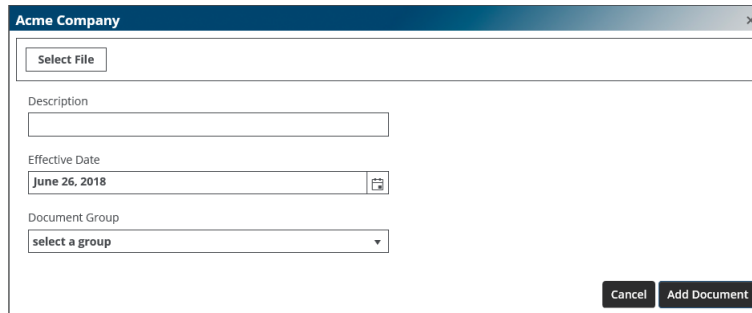 Acme Company
Select File
Description
Effective Date
June 26, 2018
Document Group
select a group
Cancel Add Document